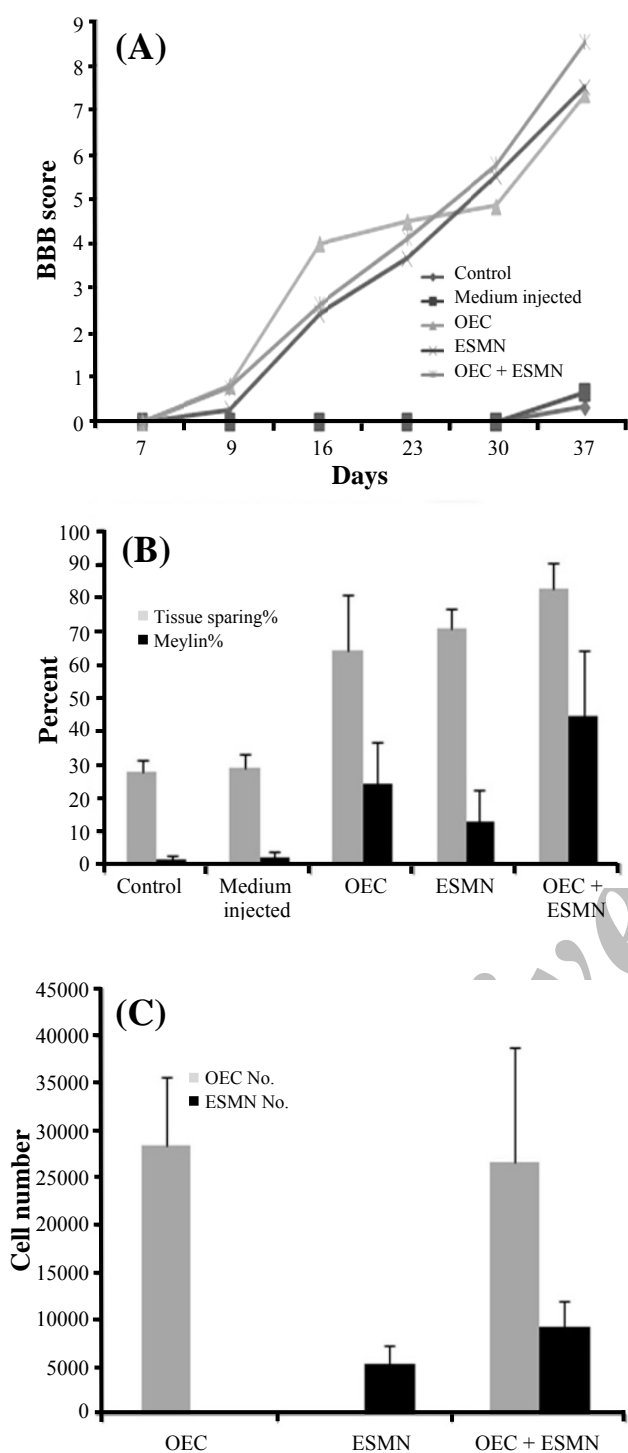 (A)
9
8
7
6
5
4
3
2
1
0
BBB score
Control
Medium injected
OEC
ESMN
OEC + ESMN
7 9 16 23 30 37
Days
(B)
100
90
80
70
60
50
40
30
20
10
0
Percent
Tissue sparing%
Meylin%
Control Medium injected OEC ESMN OEC + ESMN
(C)
45000
40000
35000
30000
25000
20000
15000
10000
5000
0
Cell number
OEC No.
ESMN No.
OEC ESMN OEC + ESMN